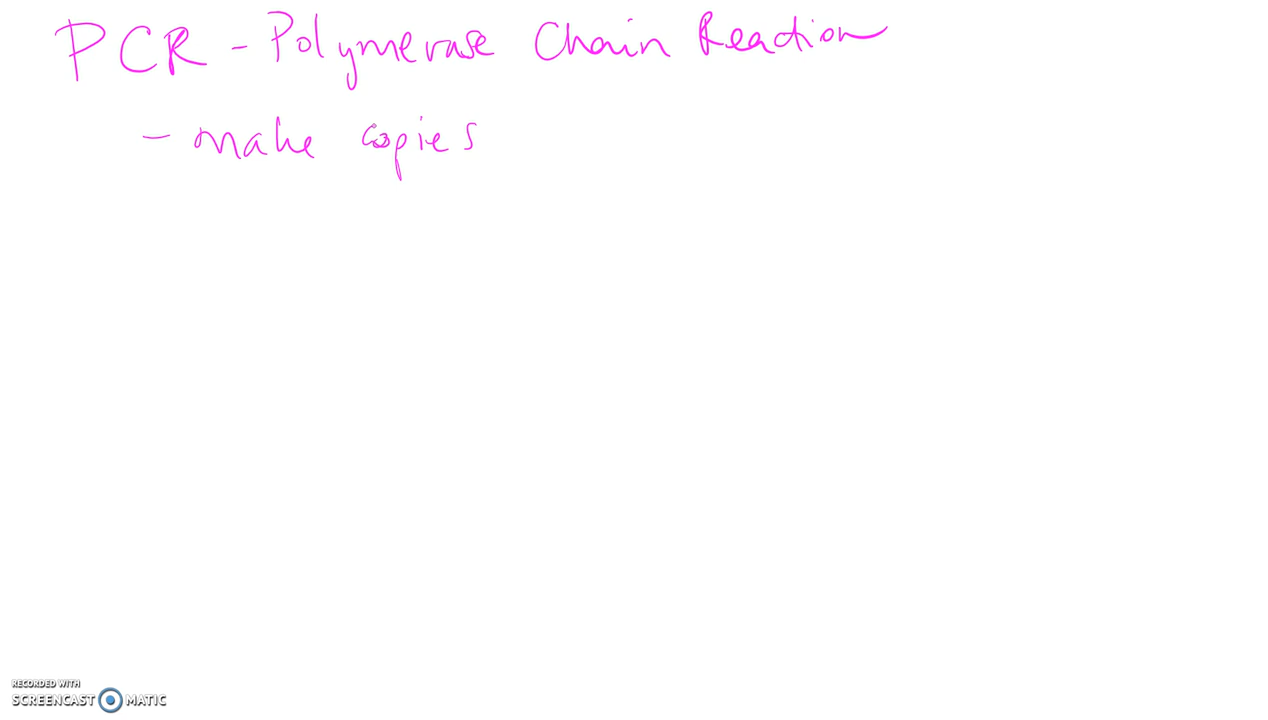 PCR - Polymerase Chain Reaction
- make copies
RECORDED WITH
SCREENCAST MATIC